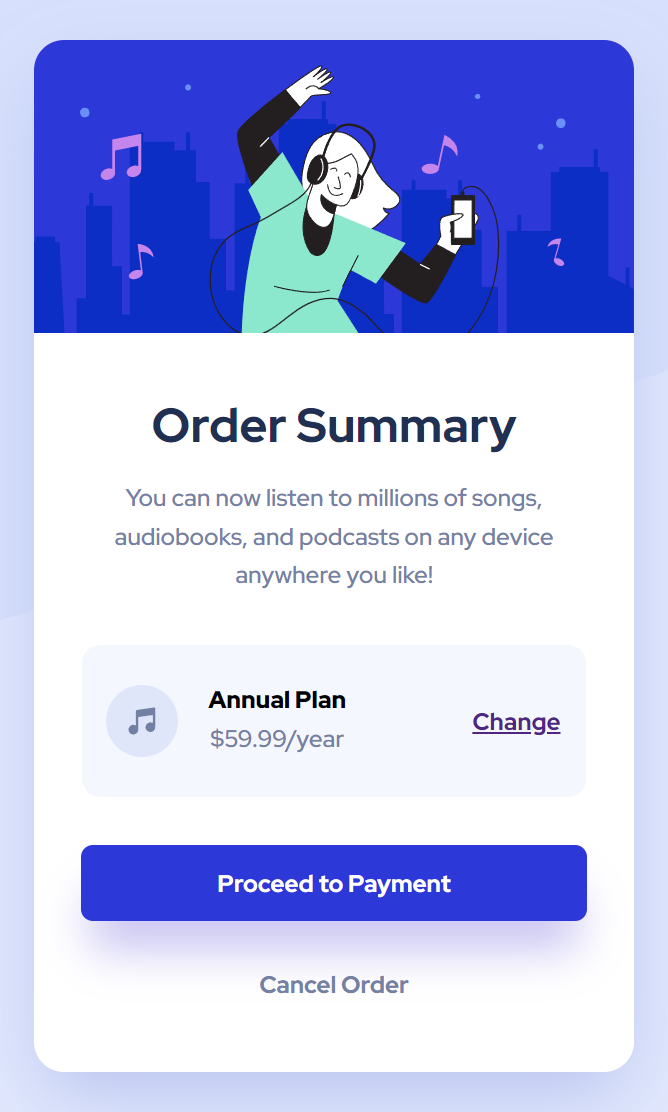 Order Summary
You can now listen to millions of songs,
audiobooks, and podcasts on any device
anywhere you like!
Annual Plan
$59.99/year
Change
Proceed to Payment
Cancel Order